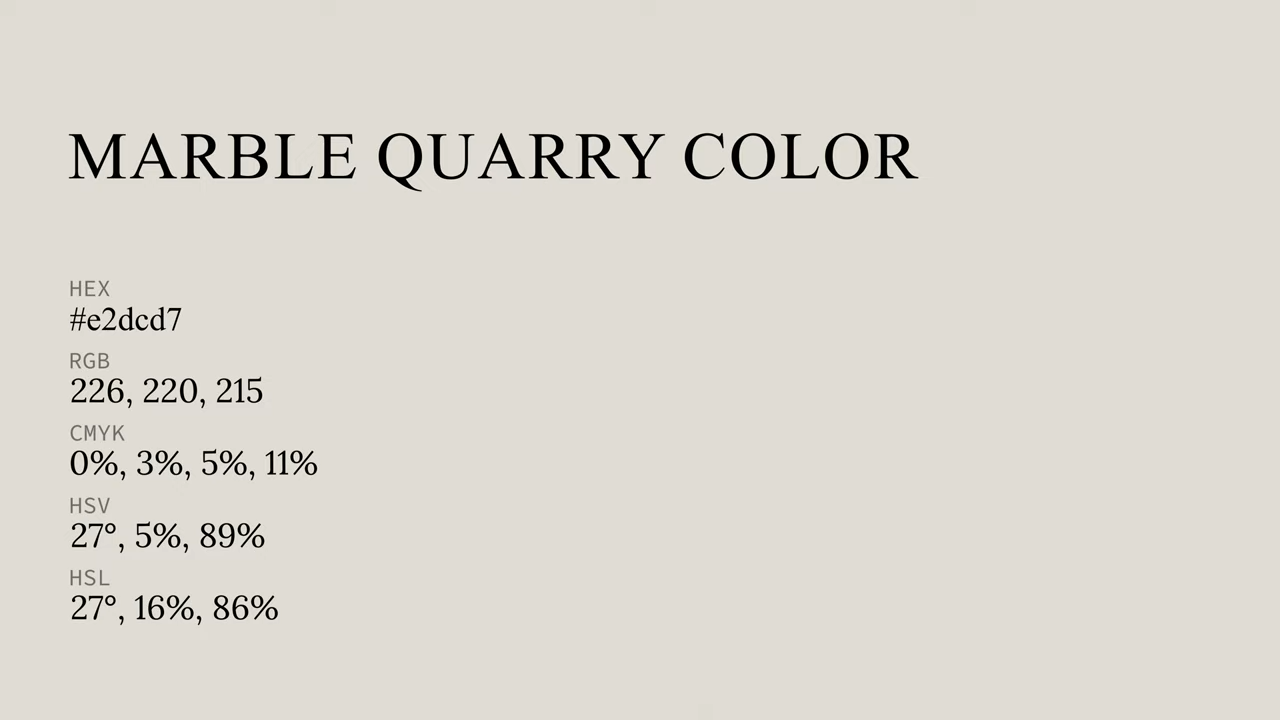 MARBLE QUARRY COLOR
HEX
#e2dcd7
RGB
226, 220, 215
CMYK
0%, 3%, 5%, 11%
HSV
27°, 5%, 89%
HSL
27°, 16%, 86%